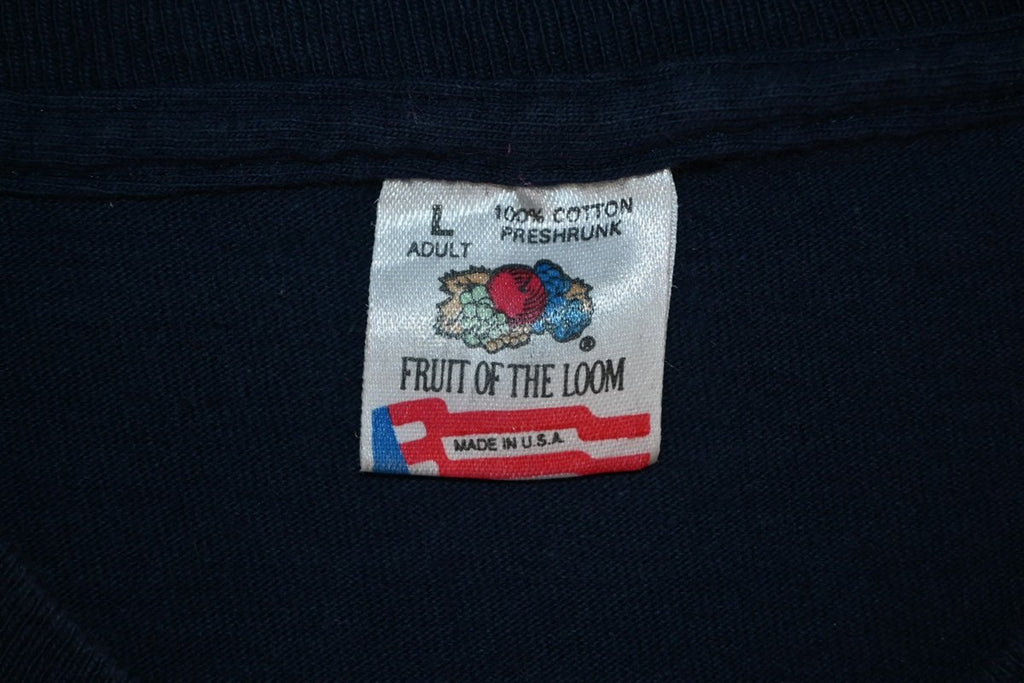 L 100% COTTON
ADULT PRESHRUNK
®
FRUIT OF THE LOOM
MADE IN U.S.A.